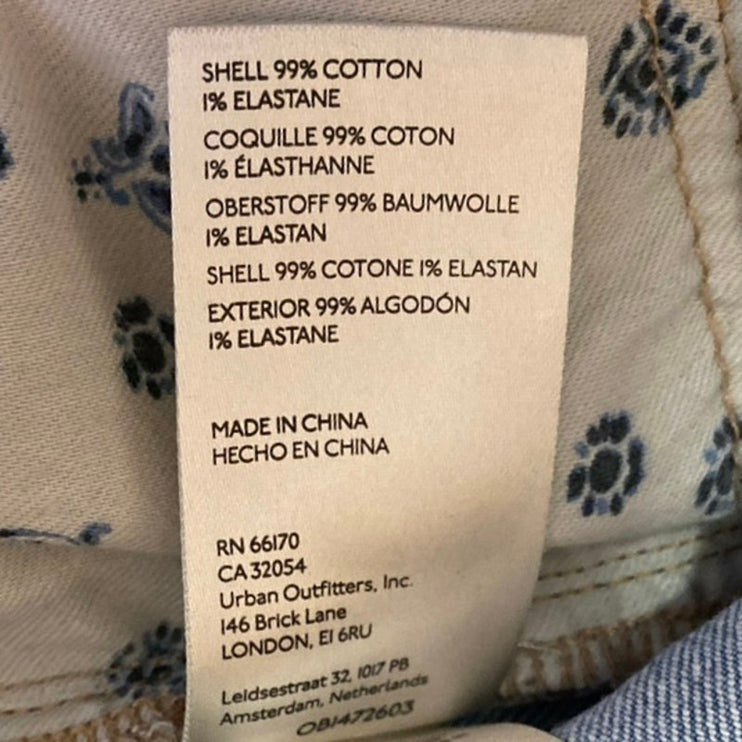 SHELL 99% COTTON
1% ELASTANE
COQUILLE 99% COTON
1% ÉLASTHANNE
OBERSTOFF 99% BAUMWOLLE
1% ELASTAN
SHELL 99% COTONE 1% ELASTAN
EXTERIOR 99% ALGODÓN
1% ELASTANE
MADE IN CHINA
HECHO EN CHINA
RN 66170
CA 32054
Urban Outfitters, Inc.
146 Brick Lane
LONDON, E1 6RU
Leidsestraat 32, 1017 PB
Amsterdam, Netherlands
OB1472603